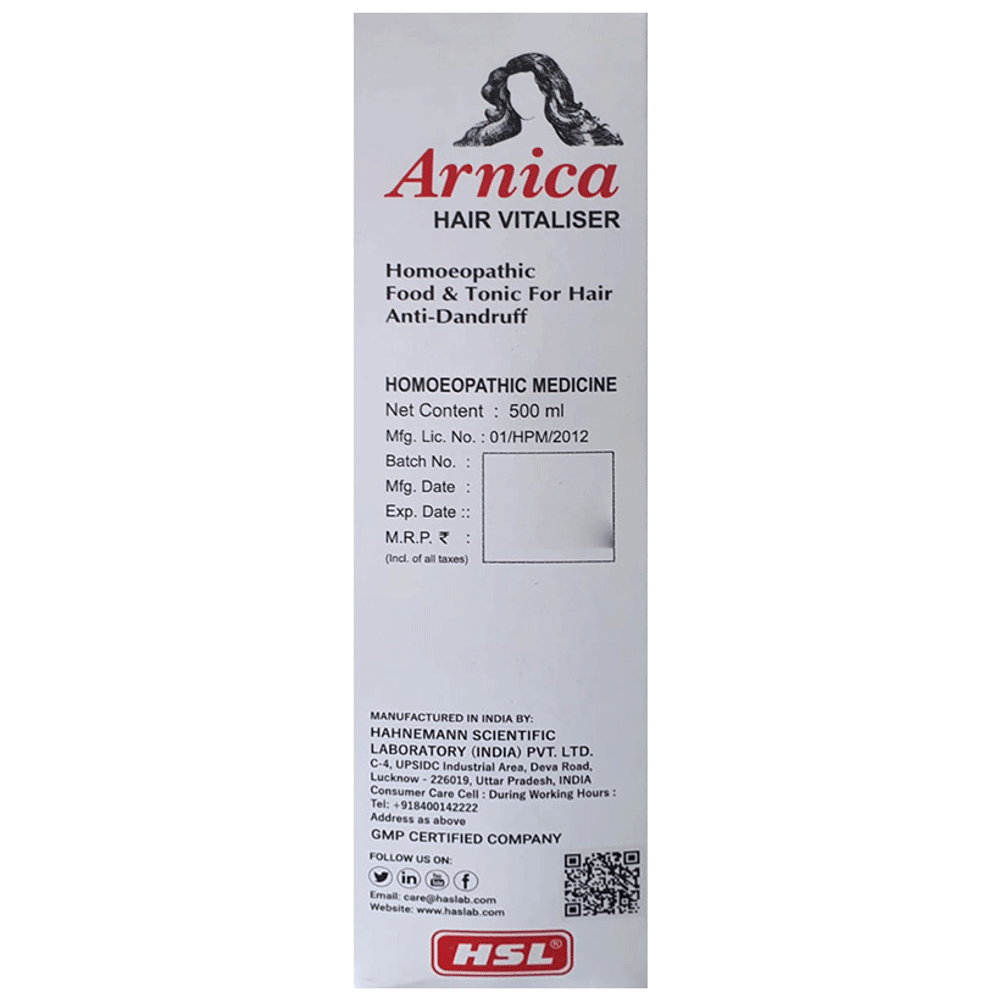 Arnica
HAIR VITALISER
Homoeopathic
Food & Tonic For Hair
Anti-Dandruff
HOMOEOPATHIC MEDICINE
Net Content : 500 ml
Mfg. Lic. No. : 01/HPM/2012
Batch No. :
Mfg. Date :
Exp. Date ::
M.R.P. ₹ :
(Incl. of all taxes)
MANUFACTURED IN INDIA BY:
HAHNEMANN SCIENTIFIC
LABORATORY (INDIA) PVT. LTD.
C-4, UPSIDC Industrial Area, Deva Road,
Lucknow - 226019, Uttar Pradesh, INDIA
Consumer Care Cell : During Working Hours :
Tel: +918400142222
Address as above
GMP CERTIFIED COMPANY
FOLLOW US ON:
in You Tube f
Email: care@haslab.com
Website: www.haslab.com
HSL®